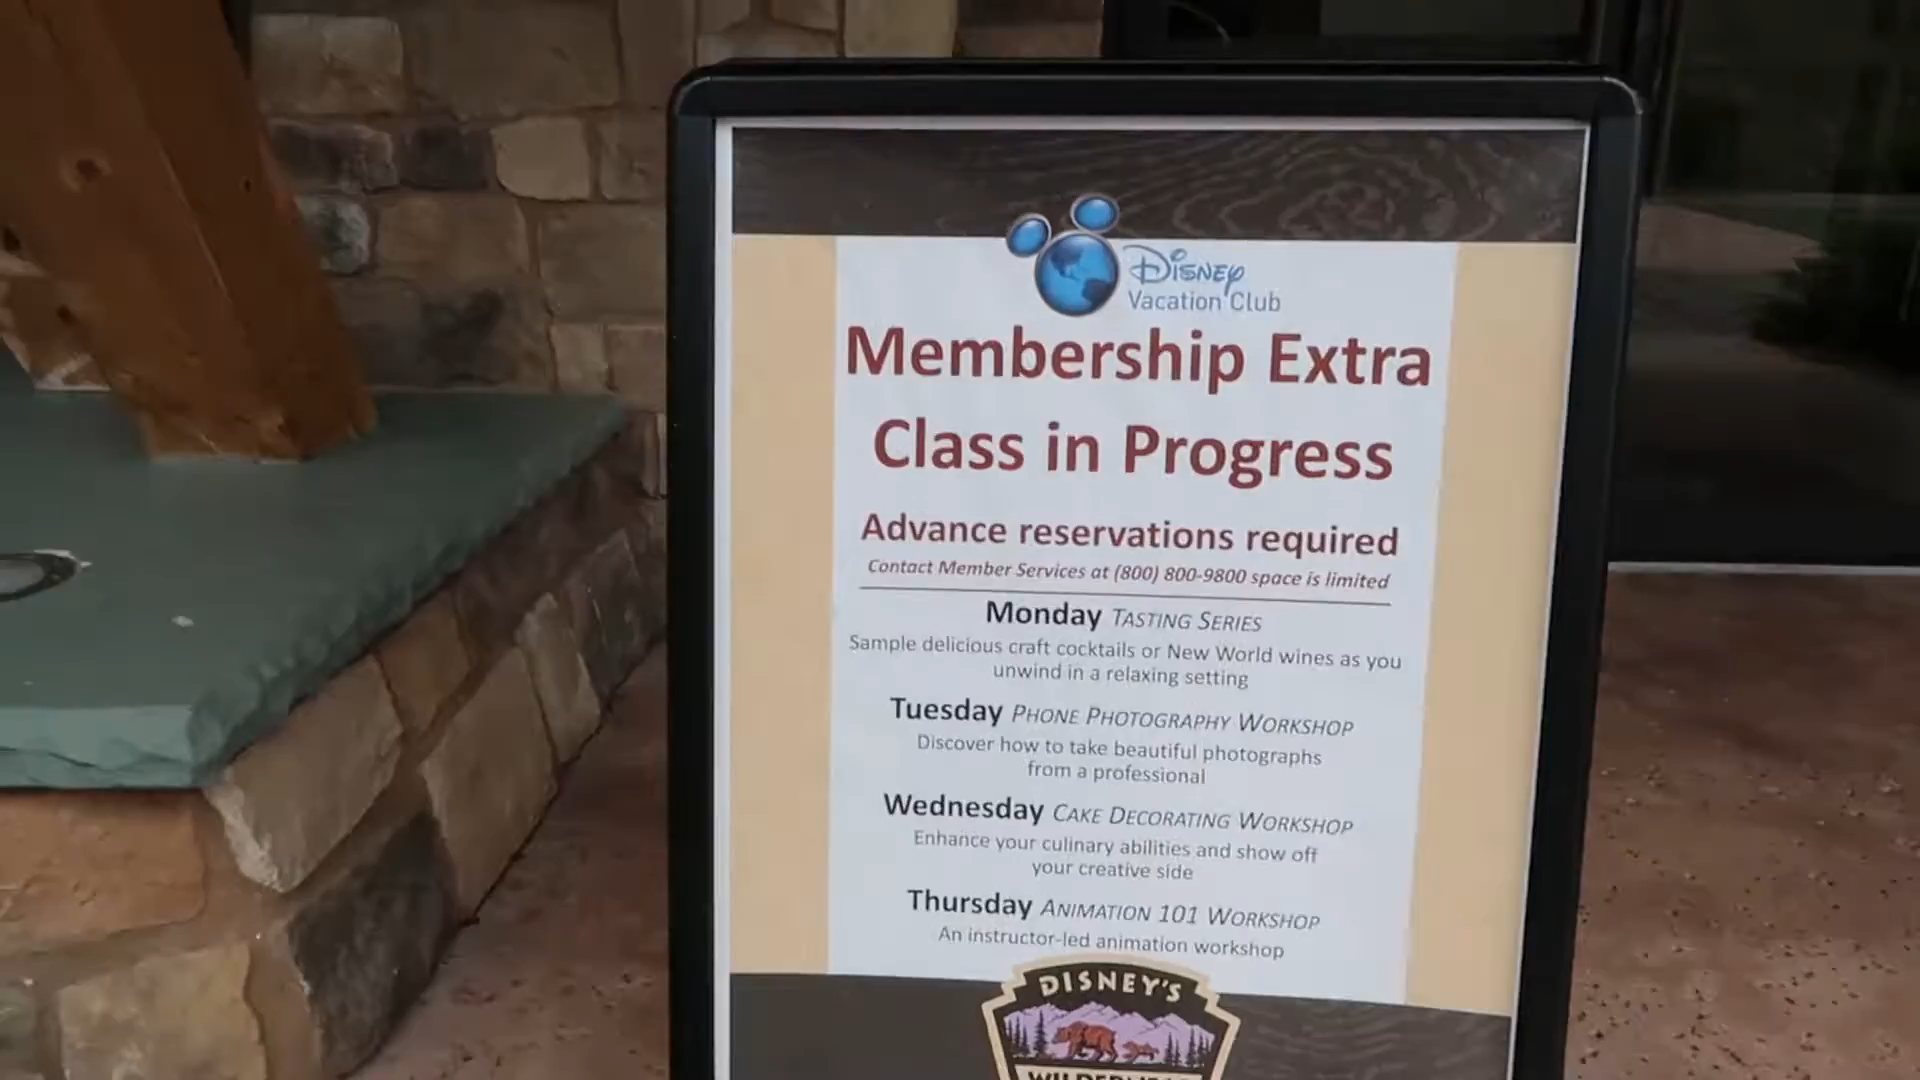 Disney
Vacation Club
Membership Extra
Class in Progress
Advance reservations required
Contact Member Services at (800) 800-9800 space is limited
Monday TASTING SERIES
Sample delicious craft cocktails or New World wines as you
unwind in a relaxing setting
Tuesday PHONE PHOTOGRAPHY WORKSHOP
Discover how to take beautiful photographs
from a professional
Wednesday CAKE DECORATING WORKSHOP
Enhance your culinary abilities and show off
your creative side
Thursday ANIMATION 101 WORKSHOP
An instructor-led animation workshop
DISNEY'S